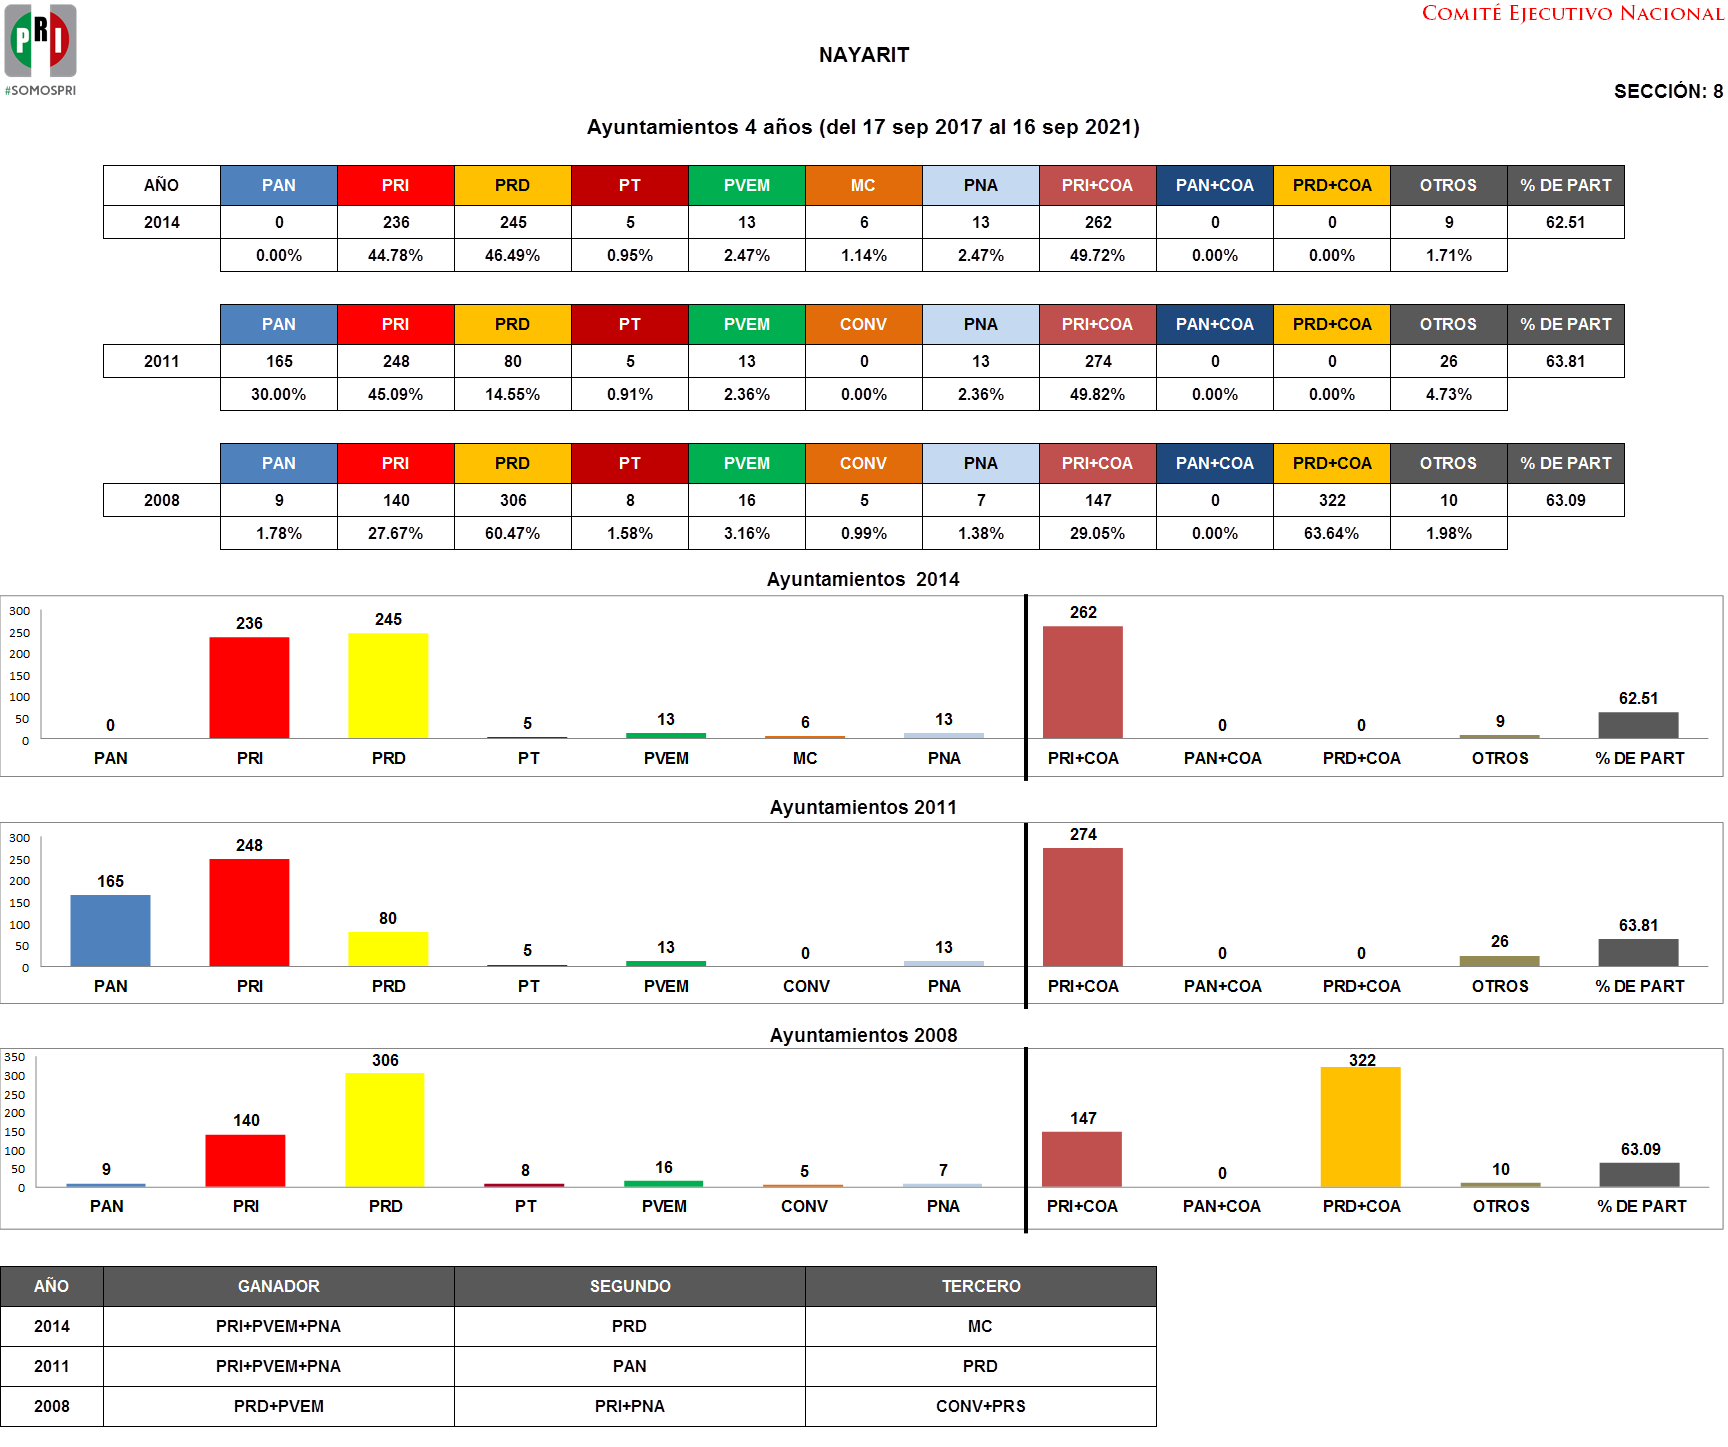 PRI
#SOMOSPRI
COMITÉ EJECUTIVO NACIONAL
NAYARIT
SECCIÓN: 8
Ayuntamientos 4 años (del 17 sep 2017 al 16 sep 2021)
AÑO PAN PRI PRD PT PVEM MC PNA PRI+COA PAN+COA PRD+COA OTROS % DE PART
2014 0 236 245 5 13 6 13 262 0 0 9 62.51
0.00% 44.78% 46.49% 0.95% 2.47% 1.14% 2.47% 49.72% 0.00% 0.00% 1.71%
PAN PRI PRD PT PVEM CONV PNA PRI+COA PAN+COA PRD+COA OTROS % DE PART
2011 165 248 80 5 13 0 13 274 0 0 26 63.81
30.00% 45.09% 14.55% 0.91% 2.36% 0.00% 2.36% 49.82% 0.00% 0.00% 4.73%
PAN PRI PRD PT PVEM CONV PNA PRI+COA PAN+COA PRD+COA OTROS % DE PART
2008 9 140 306 8 16 5 7 147 0 322 10 63.09
1.78% 27.67% 60.47% 1.58% 3.16% 0.99% 1.38% 29.05% 0.00% 63.64% 1.98%
Ayuntamientos 2014
300
250
200
150
100
50
0
0 236 245 5 13 6 13 262 0 0 9 62.51
PAN PRI PRD PT PVEM MC PNA PRI+COA PAN+COA PRD+COA OTROS % DE PART
Ayuntamientos 2011
300
250
200
150
100
50
0
165 248 80 5 13 0 13 274 0 0 26 63.81
PAN PRI PRD PT PVEM CONV PNA PRI+COA PAN+COA PRD+COA OTROS % DE PART
Ayuntamientos 2008
350
300
250
200
150
100
50
0
9 140 306 8 16 5 7 147 0 322 10 63.09
PAN PRI PRD PT PVEM CONV PNA PRI+COA PAN+COA PRD+COA OTROS % DE PART
AÑO GANADOR SEGUNDO TERCERO
2014 PRI+PVEM+PNA PRD MC
2011 PRI+PVEM+PNA PAN PRD
2008 PRD+PVEM PRI+PNA CONV+PRS